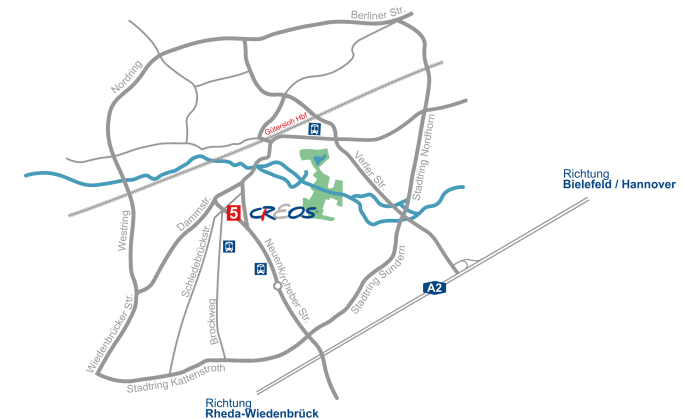 Berliner Str.
Nordring
Gütersloh Hbf
Verler Str.
Stadtring Nordhorn
Richtung
Bielefeld / Hannover
Westring
Dammstr.
5
CREOS
Schledebrückstr.
Neuenkircheber Str.
Stadtring Sundern
A2
Wiedenbrücker Str.
Brockweg
Stadtring Kattenstroth
Richtung
Rheda-Wiedenbrück